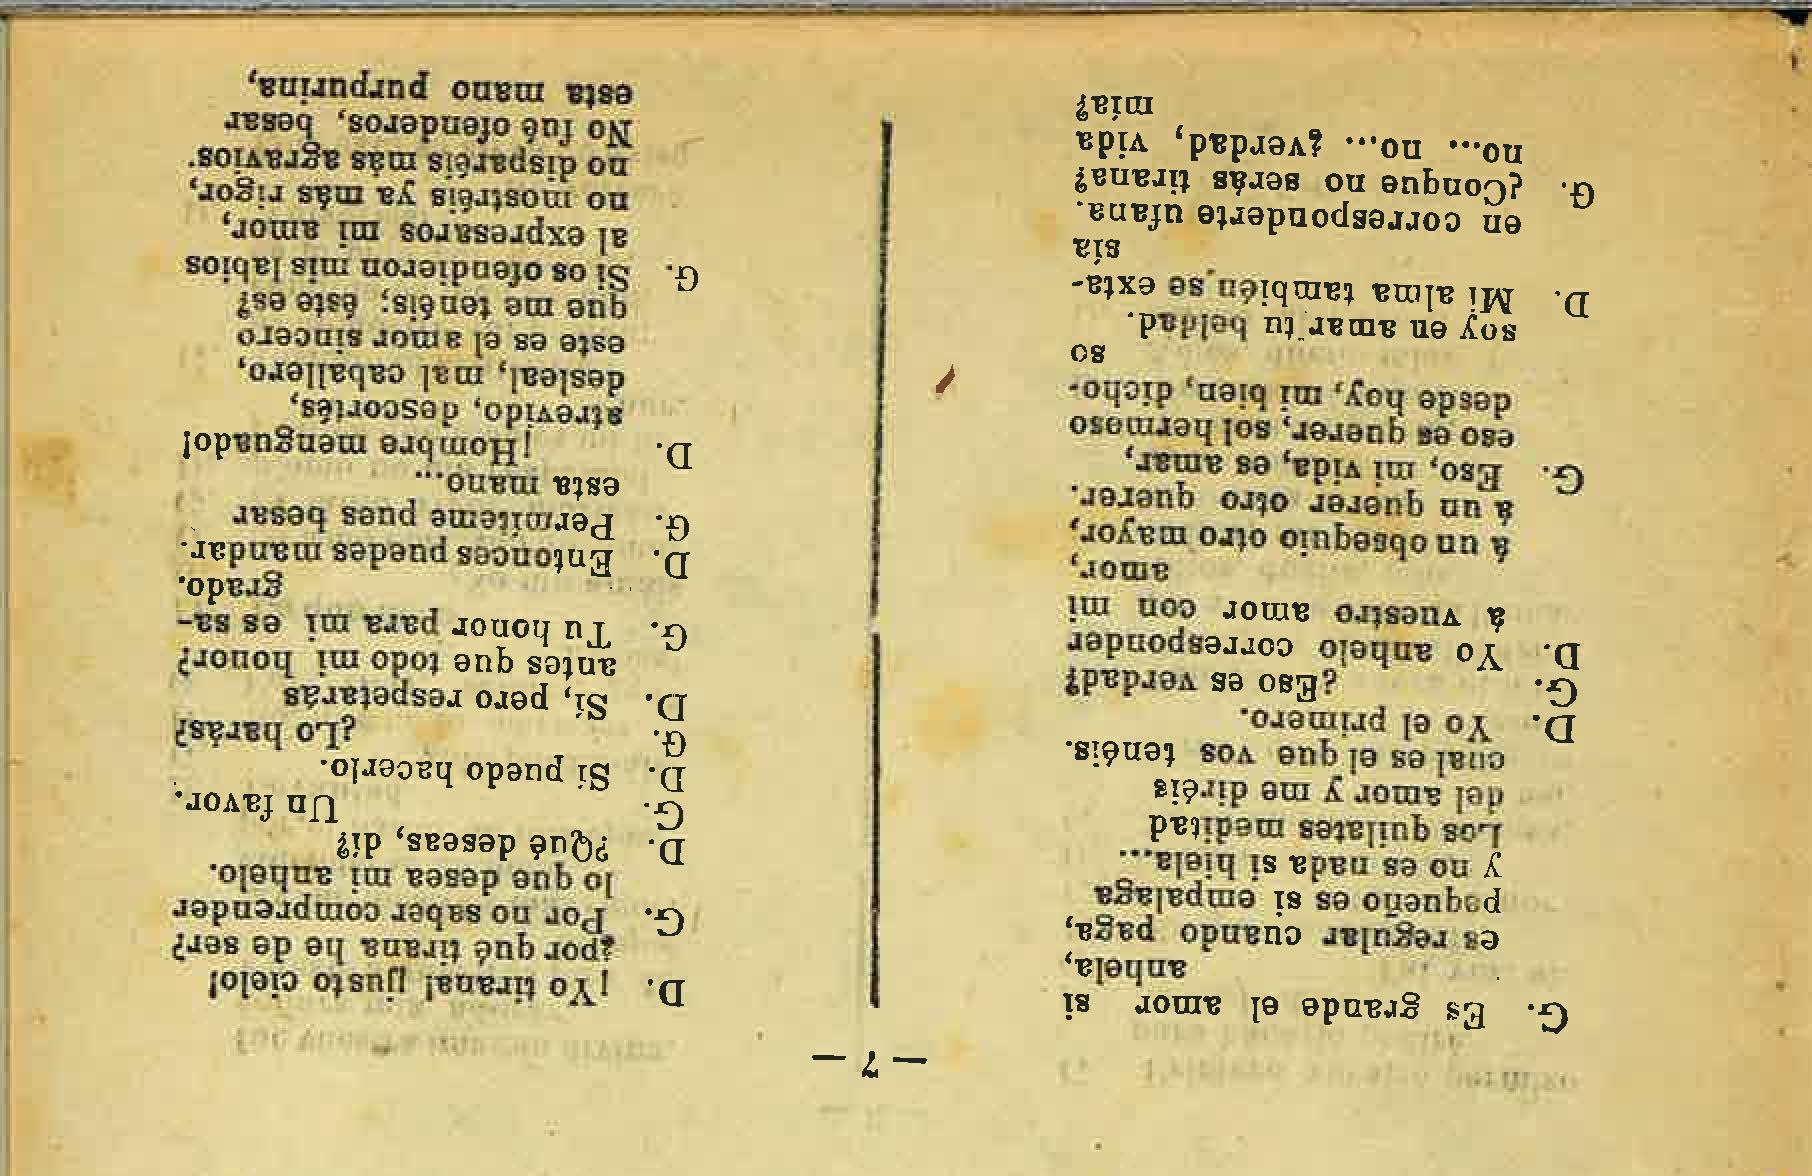 — 7 —
G. Es grande el amor si
anhela,
es regular cuando paga,
pequeño es si empalaga
y no es nada si hiela...
Los quilates meditad
del amor y me diréis
cual es el que vos tenéis.
D. Yo el primero.
G. ¿Eso es verdad?
D. Yo anhelo corresponder
á vuestro amor con mi
amor,
á un obsequio otro mayor,
á un querer otro querer.
G. Eso, mi vida, es amar,
eso es querer, sol hermoso
desde hoy, mi bien, dicho-
so
soy en amar tu beldad.
D. Mi alma también se exta-
sía
en corresponderte ufana.
G. ¿Conque no serás tirana?
no... no... ¿verdad, vida
mía?
D. ¡Yo tirana! ¡justo cielo!
¿por qué tirana he de ser?
G. Por no saber comprender
lo que desea mi anhelo.
D. ?Qué deseas, dí?
G. Un favor.
D. Sí puedo hacerlo.
G. ¿Lo harás?
D. Sí, pero respetarás
antes que todo mi honor?
G. Tu honor para mi es sa-
grado.
D. Entonces puedes mandar.
G. Permíteme pues besar
esta mano...
D. ¡Hombre menguado!
atrevido, descortés,
desleal, mal caballero,
este es el amor sincero
que me tenéis; éste es?
G. Si os ofendieron mis labios
al expresaros mi amor,
no mostréis ya más rigor,
no disparéis más agravios·
No fué ofenderos, besar
esta mano purpurina,